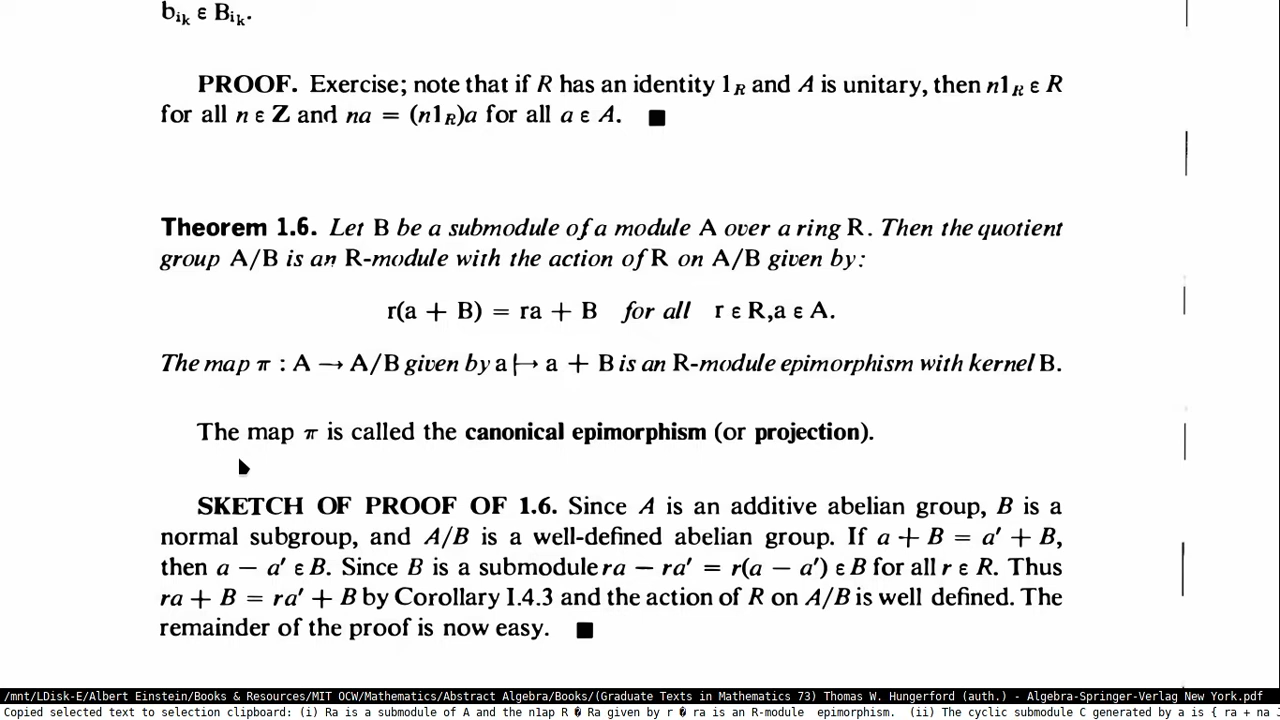 b_ik ε B_ik.
PROOF. Exercise; note that if R has an identity 1_R and A is unitary, then n1_R ε R
for all n ε Z and na = (n1_R)a for all a ε A. ■
Theorem 1.6. Let B be a submodule of a module A over a ring R. Then the quotient
group A/B is an R-module with the action of R on A/B given by:
r(a + B) = ra + B for all r ε R,a ε A.
The map π : A → A/B given by a ↦ a + B is an R-module epimorphism with kernel B.
The map π is called the canonical epimorphism (or projection).
SKETCH OF PROOF OF 1.6. Since A is an additive abelian group, B is a
normal subgroup, and A/B is a well-defined abelian group. If a + B = a′ + B,
then a − a′ ε B. Since B is a submodule ra − ra′ = r(a − a′) ε B for all r ε R. Thus
ra + B = ra′ + B by Corollary I.4.3 and the action of R on A/B is well defined. The
remainder of the proof is now easy. ■
/mnt/LDisk-E/Albert Einstein/Books & Resources/MIT OCW/Mathematics/Abstract Algebra/Books/(Graduate Texts in Mathematics 73) Thomas W. Hungerford (auth.) - Algebra-Springer-Verlag New York.pdf
Copied selected text to selection clipboard: (i) Ra is a submodule of A and the n1ap R � Ra given by r � ra is an R-module epimorphism. (ii) The cyclic submodule C generated by a is { ra + na :